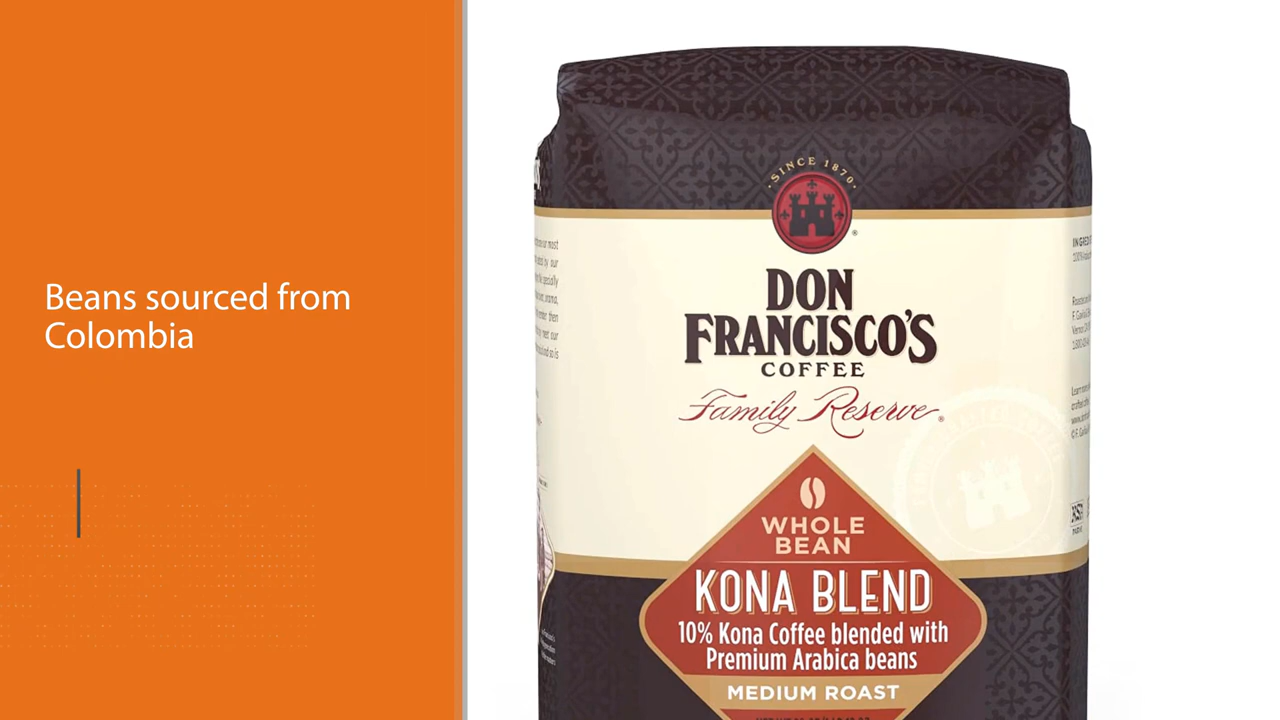 Beans sourced from
Colombia
· SINCE 1870 ·
DON
FRANCISCO'S
COFFEE
Family Reserve®
WHOLE
BEAN
KONA BLEND
10% Kona Coffee blended with
Premium Arabica beans
MEDIUM ROAST